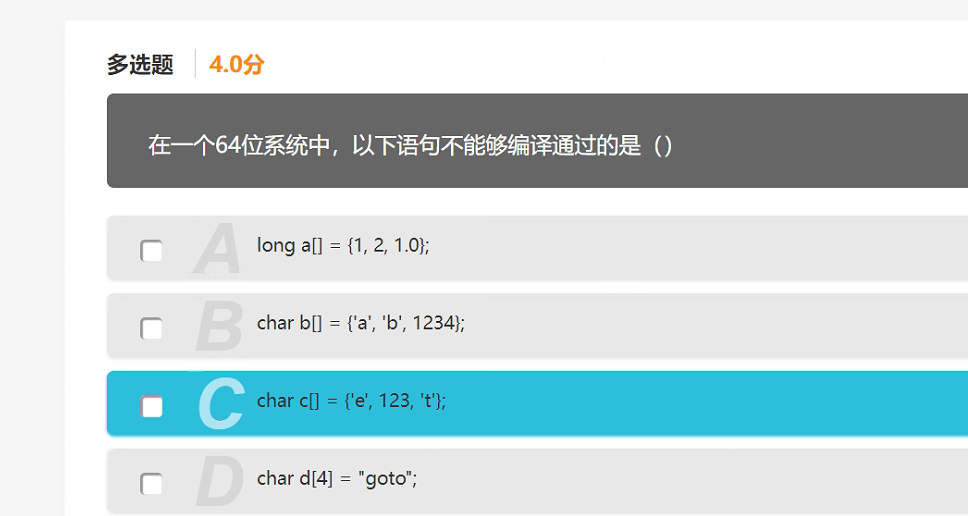 多选题 4.0分
在一个64位系统中，以下语句不能够编译通过的是（）
A long a[] = {1, 2, 1.0};
B char b[] = {'a', 'b', 1234};
C char c[] = {'e', 123, 't'};
D char d[4] = "goto";